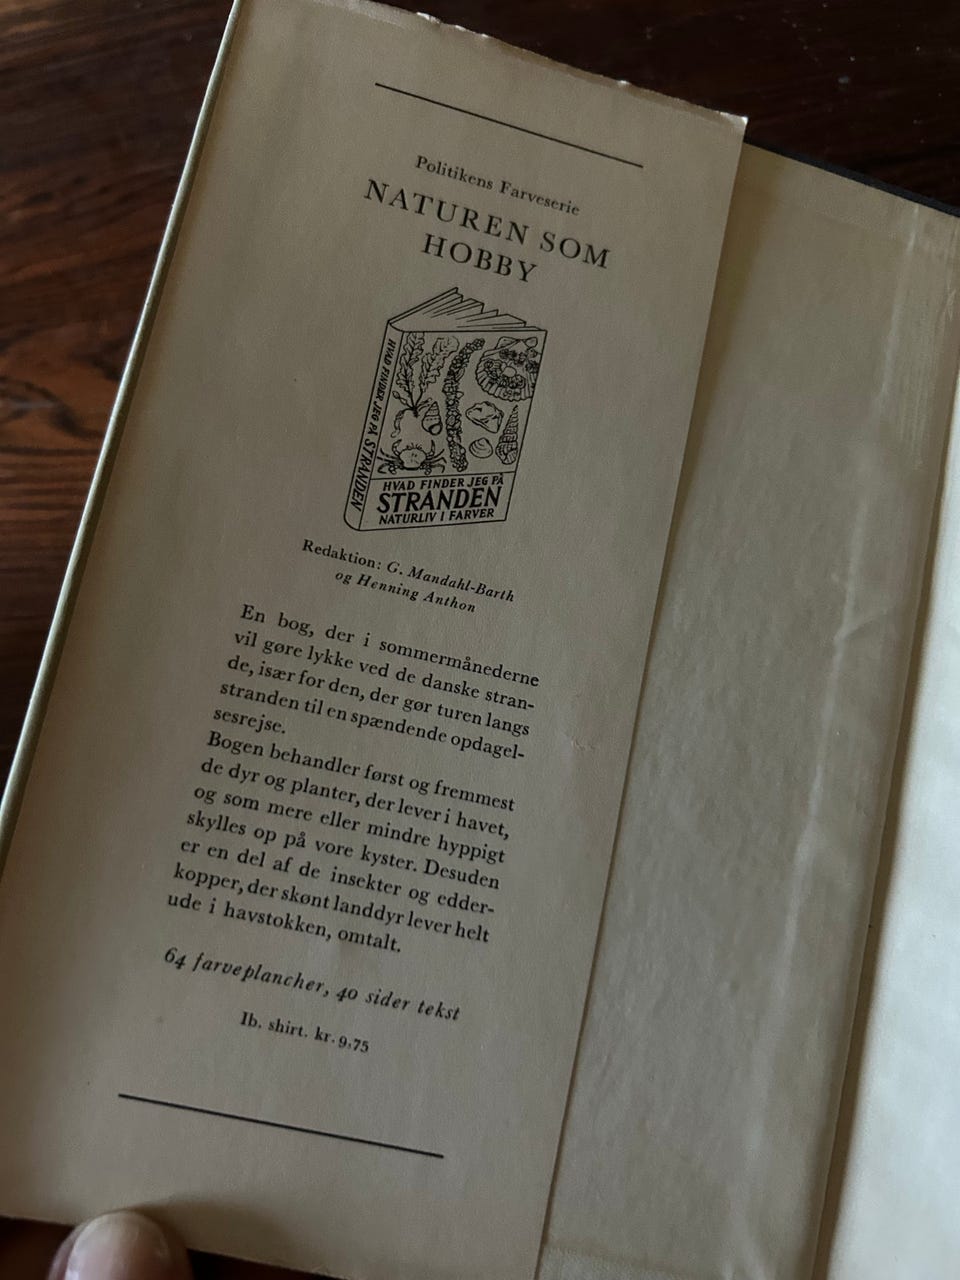 Politikens Farveserie
NATUREN SOM
HOBBY
HVAD FINDER JEG PÅ STRANDEN
HVAD FINDER JEG PÅ
STRANDEN
NATURLIV I FARVER
Redaktion: G. Mandahl-Barth
og Henning Anthon
En bog, der i sommermånederne
vil gøre lykke ved de danske stran-
de, især for den, der gør turen langs
stranden til en spændende opdagel-
sesrejse.
Bogen behandler først og fremmest
de dyr og planter, der lever i havet,
og som mere eller mindre hyppigt
skylles op på vore kyster. Desuden
er en del af de insekter og edder-
kopper, der skønt landdyr lever helt
ude i havstokken, omtalt.
64 farveplancher, 40 sider tekst
Ib. shirt. kr. 9,75